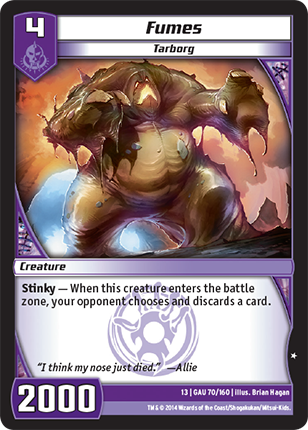 4
Fumes
Tarborg
Creature
Stinky — When this creature enters the battle
zone, your opponent chooses and discards a card.
“I think my nose just died.” —Allie
2000
13 | GAU 70/160 | illus. Brian Hagan
TM & © 2014 Wizards of the Coast/Shogakukan/Mitsui-Kids.